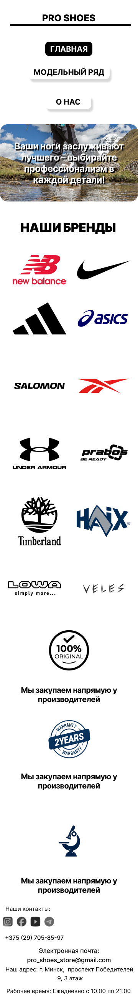 PRO SHOES
ГЛАВНАЯ
МОДЕЛЬНЫЙ РЯД
О НАС
Ваши ноги заслуживают
лучшего – выбирайте
профессионализм в
каждой детали!
НАШИ БРЕНДЫ
new balance
asics
SALOMON
UNDER ARMOUR
prabos
BE READY
Timberland
HAIX®
LOWA
simply more...
VELES
100%
ORIGINAL
Мы закупаем напрямую у
производителей
WARRANTY
2YEARS
WARRANTY
Мы закупаем напрямую у
производителей
Мы закупаем напрямую у
производителей
Наши контакты:
+375 (29) 705-85-97
Электронная почта:
pro_shoes_store@gmail.com
Наш адрес: г. Минск,  проспект Победителей,
9, 3 этаж
Рабочее время: Ежедневно с 10:00 по 21:00